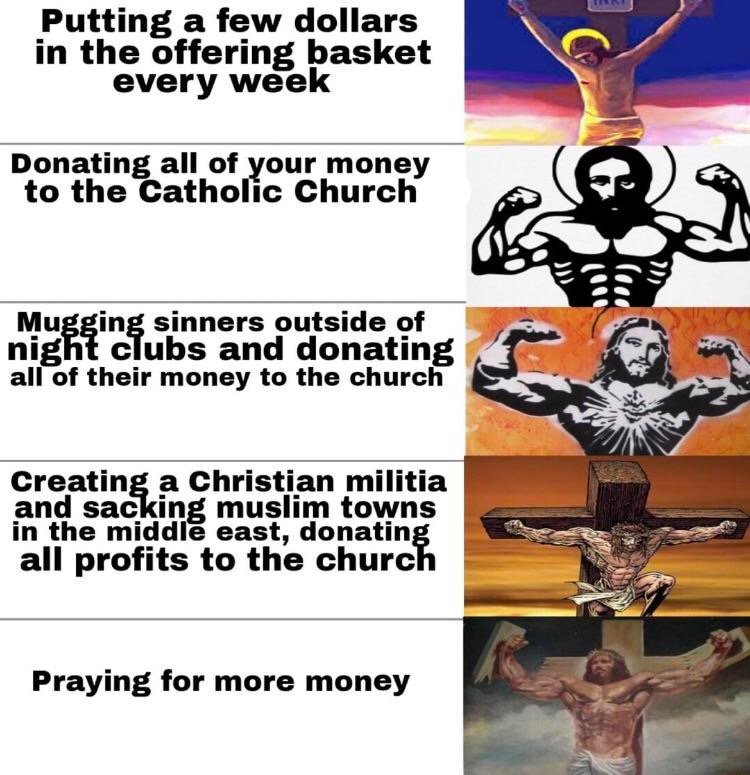 Putting a few dollars
in the offering basket
every week
Donating all of your money
to the Catholic Church
Mugging sinners outside of
night clubs and donating
all of their money to the church
Creating a Christian militia
and sacking muslim towns
in the middle east, donating
all profits to the church
Praying for more money